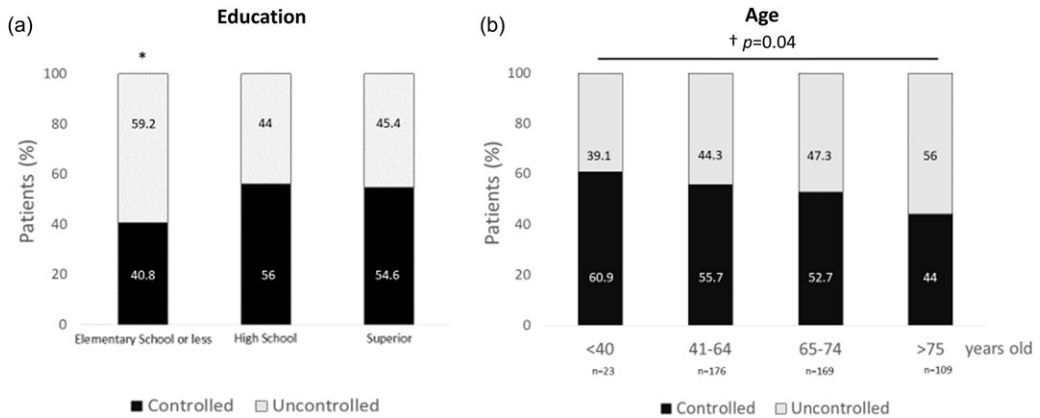 (a)
Education
*
Patients (%)
100
80
60
40
20
0
59.2
44
45.4
40.8
56
54.6
Elementary School or less
High School
Superior
Controlled
Uncontrolled
(b)
Age
† p=0.04
Patients (%)
100
80
60
40
20
0
39.1
44.3
47.3
56
60.9
55.7
52.7
44
<40
41-64
65-74
>75
years old
n=23
n=176
n=169
n=109
Controlled
Uncontrolled